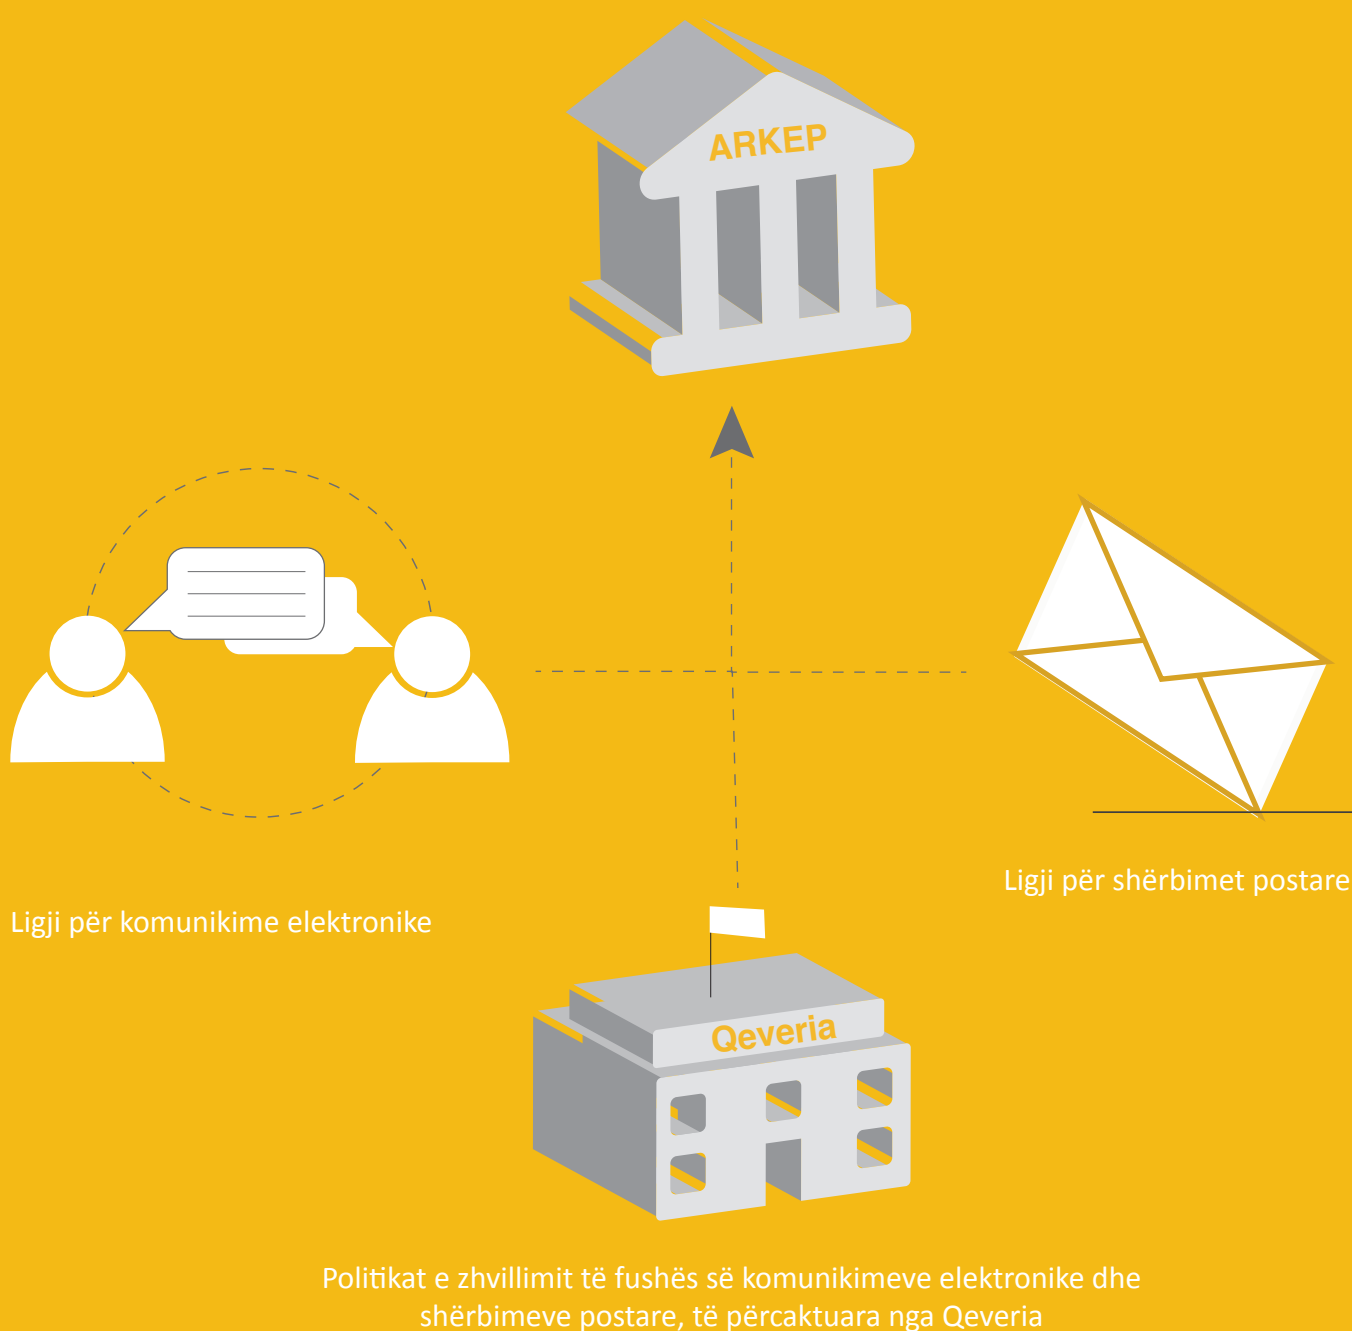 ARKEP
Ligji për shërbimet postare
Ligji për komunikime elektronike
Qeveria
Politikat e zhvillimit të fushës së komunikimeve elektronike dhe
shërbimeve postare, të përcaktuara nga Qeveria